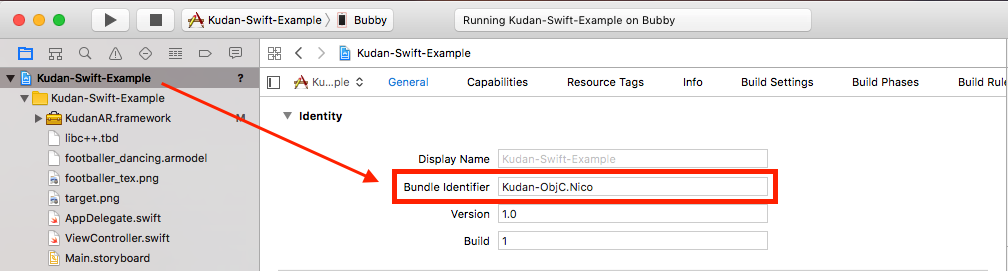 Kudan-Swift-Example 〉 Bubby
Running Kudan-Swift-Example on Bubby
Kudan-Swift-Example ?
Kudan-Swift-Example
KudanAR.framework M
libc++.tbd
footballer_dancing.armodel
footballer_tex.png
target.png
AppDelegate.swift
ViewController.swift
Main.storyboard
Kudan-Swift-Example
Ku...ple General Capabilities Resource Tags Info Build Settings Build Phases Build Rule
Identity
Display Name Kudan-Swift-Example
Bundle Identifier Kudan-ObjC.Nico
Version 1.0
Build 1